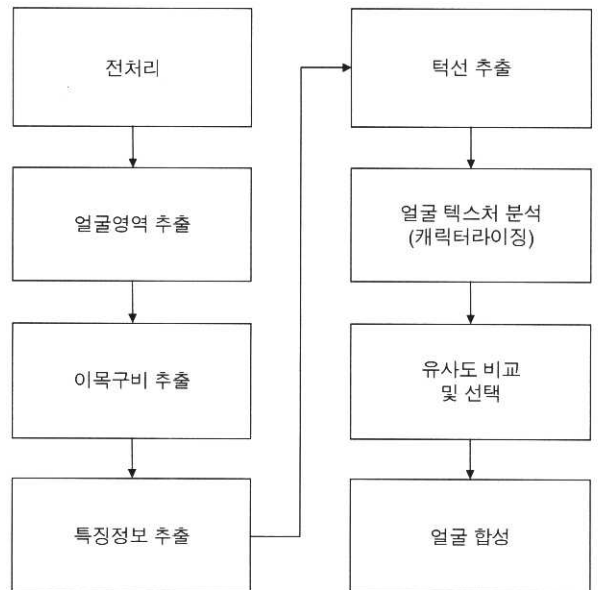 전처리
얼굴영역 추출
이목구비 추출
특징정보 추출
턱선 추출
얼굴 텍스처 분석
(캐릭터라이징)
유사도 비교
및 선택
얼굴 합성